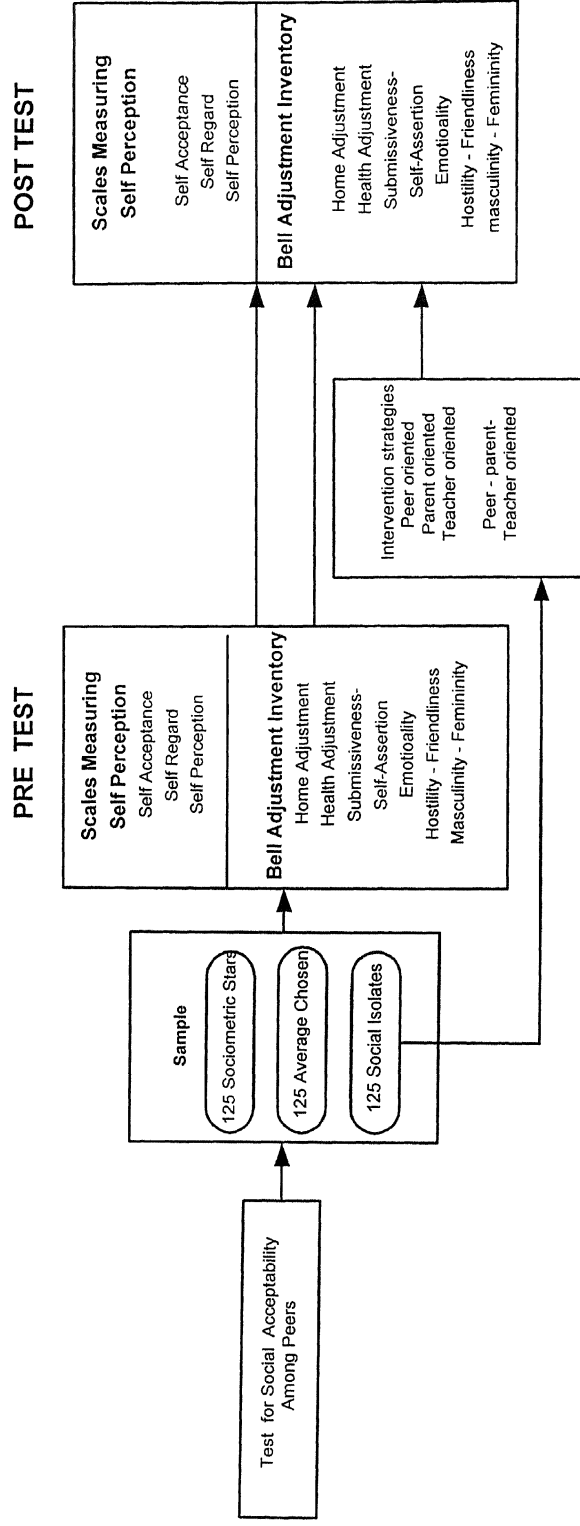 Test for Social Acceptability
Among Peers
Sample
125 Sociometric Stars
125 Average Chosen
125 Social Isolates
PRE TEST
Scales Measuring
Self Perception
Self Acceptance
Self Regard
Self Perception
Bell Adjustment Inventory
Home Adjustment
Health Adjustment
Submissiveness-
Self-Assertion
Emotioality
Hostility - Friendliness
Masculinity - Femininity
Intervention strategies
Peer oriented
Parent oriented
Teacher oriented
Peer - parent-
Teacher oriented
POST TEST
Scales Measuring
Self Perception
Self Acceptance
Self Regard
Self Perception
Bell Adjustment Inventory
Home Adjustment
Health Adjustment
Submissiveness-
Self-Assertion
Emotioality
Hostility - Friendliness
masculinity - Femininity